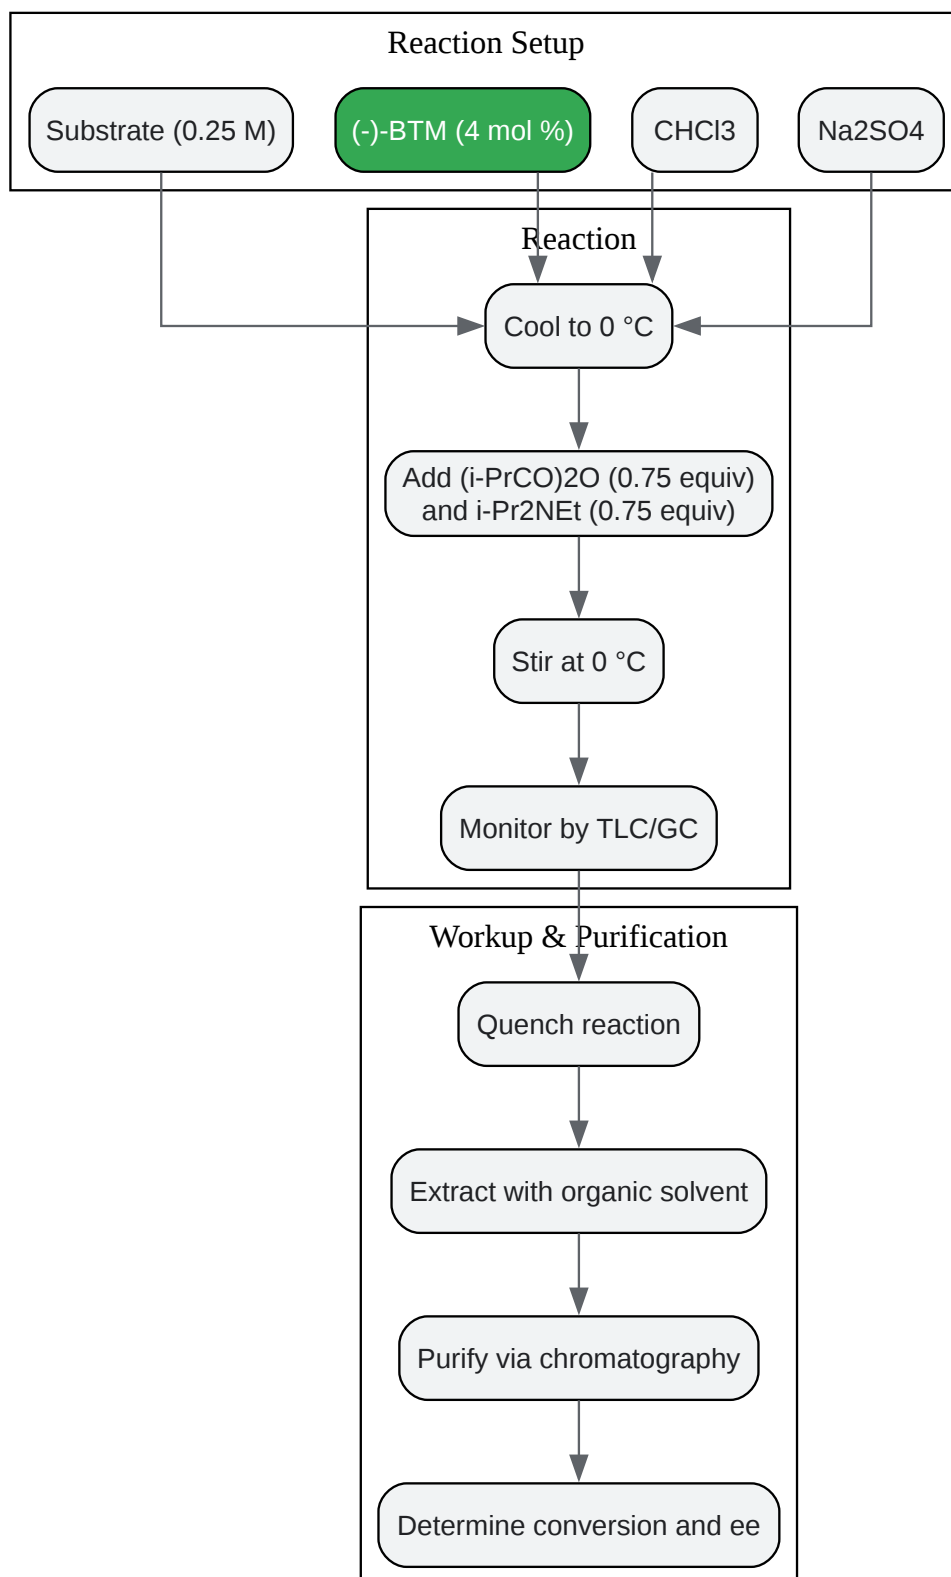 Reaction Setup
Substrate (0.25 M)
(-)-BTM (4 mol %)
CHCl3
Na2SO4
Reaction
Cool to 0 °C
Add (i-PrCO)2O (0.75 equiv)
and i-Pr2NEt (0.75 equiv)
Stir at 0 °C
Monitor by TLC/GC
Workup & Purification
Quench reaction
Extract with organic solvent
Purify via chromatography
Determine conversion and ee